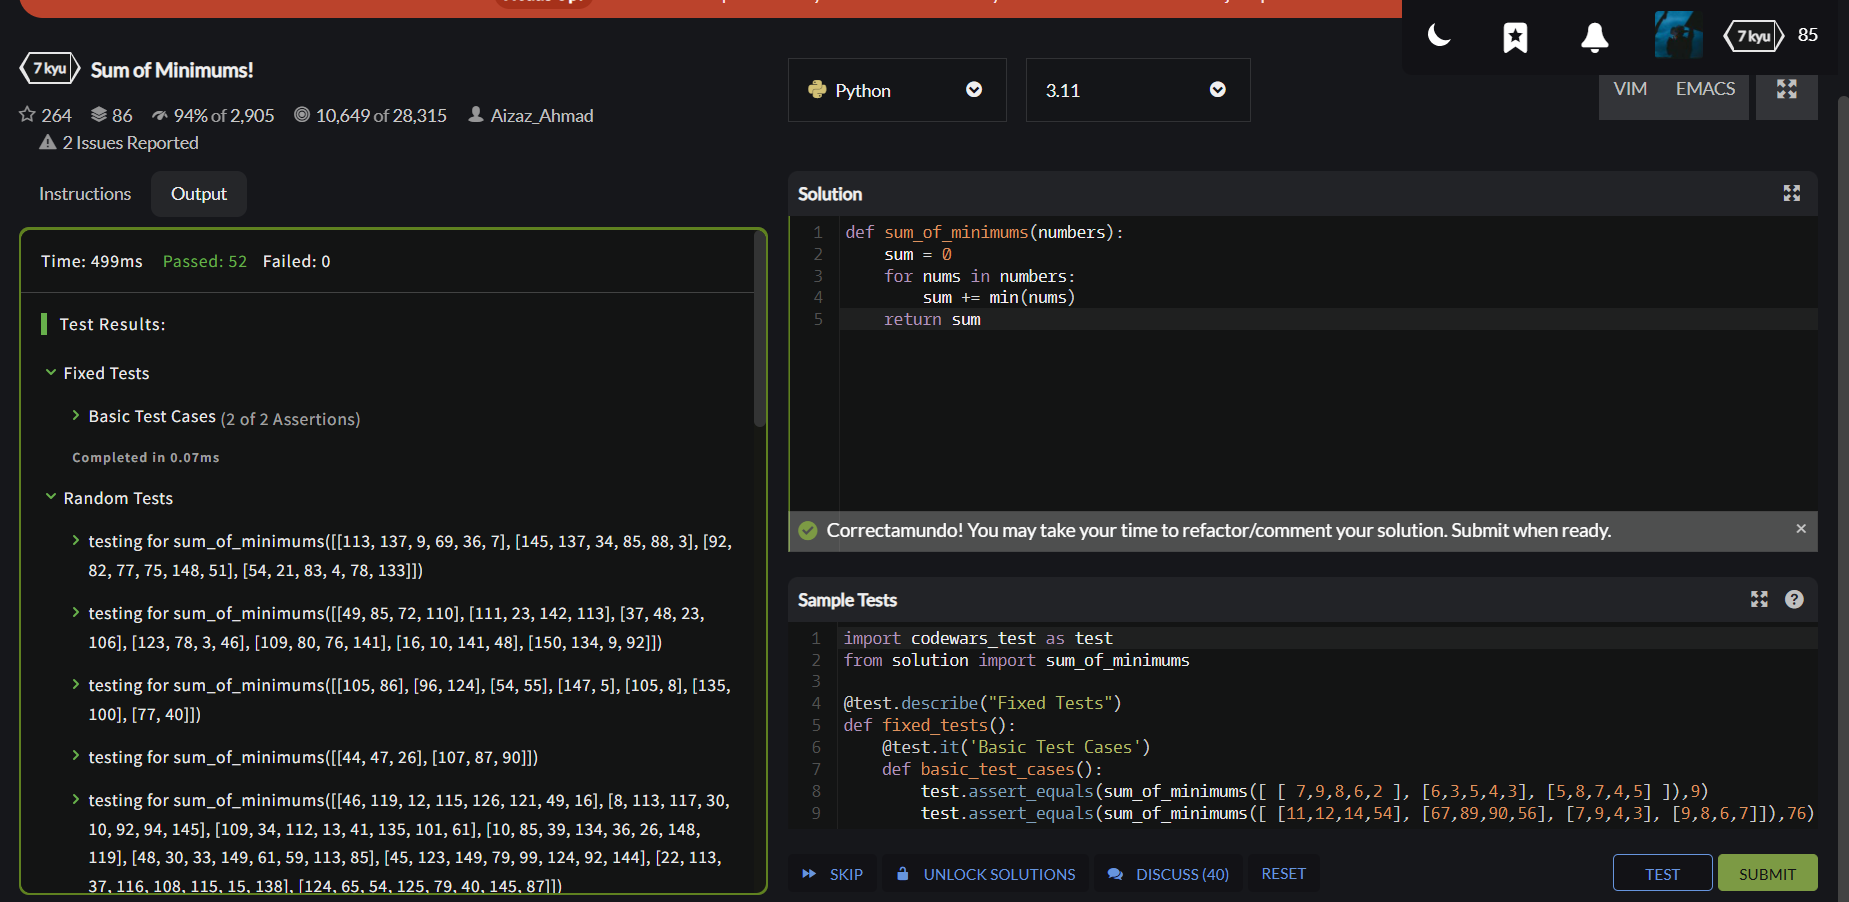 7 kyu 85
7 kyu Sum of Minimums!
264 86 94% of 2,905 10,649 of 28,315 Aizaz_Ahmad
2 Issues Reported
Python
3.11
VIM EMACS
Instructions Output
Time: 499ms Passed: 52 Failed: 0
Test Results:
Fixed Tests
Basic Test Cases (2 of 2 Assertions)
Completed in 0.07ms
Random Tests
testing for sum_of_minimums([[113, 137, 9, 69, 36, 7], [145, 137, 34, 85, 88, 3], [92,
82, 77, 75, 148, 51], [54, 21, 83, 4, 78, 133]])
testing for sum_of_minimums([[49, 85, 72, 110], [111, 23, 142, 113], [37, 48, 23,
106], [123, 78, 3, 46], [109, 80, 76, 141], [16, 10, 141, 48], [150, 134, 9, 92]])
testing for sum_of_minimums([[105, 86], [96, 124], [54, 55], [147, 5], [105, 8], [135,
100], [77, 40]])
testing for sum_of_minimums([[44, 47, 26], [107, 87, 90]])
testing for sum_of_minimums([[46, 119, 12, 115, 126, 121, 49, 16], [8, 113, 117, 30,
10, 92, 94, 145], [109, 34, 112, 13, 41, 135, 101, 61], [10, 85, 39, 134, 36, 26, 148,
119], [48, 30, 33, 149, 61, 59, 113, 85], [45, 123, 149, 79, 99, 124, 92, 144], [22, 113,
37, 116, 108, 115, 15, 138], [124, 65, 54, 125, 79, 40, 145, 87]])
Solution
1 def sum_of_minimums(numbers):
2 sum = 0
3 for nums in numbers:
4 sum += min(nums)
5 return sum
Correctamundo! You may take your time to refactor/comment your solution. Submit when ready. ×
Sample Tests ?
1 import codewars_test as test
2 from solution import sum_of_minimums
3
4 @test.describe("Fixed Tests")
5 def fixed_tests():
6 @test.it('Basic Test Cases')
7 def basic_test_cases():
8 test.assert_equals(sum_of_minimums([ [ 7,9,8,6,2 ], [6,3,5,4,3], [5,8,7,4,5] ]),9)
9 test.assert_equals(sum_of_minimums([ [11,12,14,54], [67,89,90,56], [7,9,4,3], [9,8,6,7]]),76)
SKIP UNLOCK SOLUTIONS DISCUSS (40) RESET TEST SUBMIT